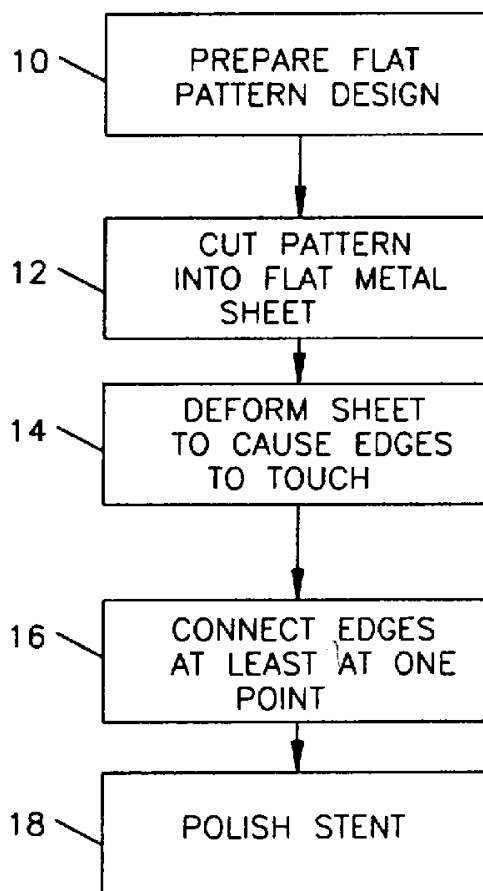 10
PREPARE FLAT
PATTERN DESIGN
12
CUT PATTERN
INTO FLAT METAL
SHEET
14
DEFORM SHEET
TO CAUSE EDGES
TO TOUCH
16
CONNECT EDGES
AT LEAST AT ONE
POINT
18
POLISH STENT